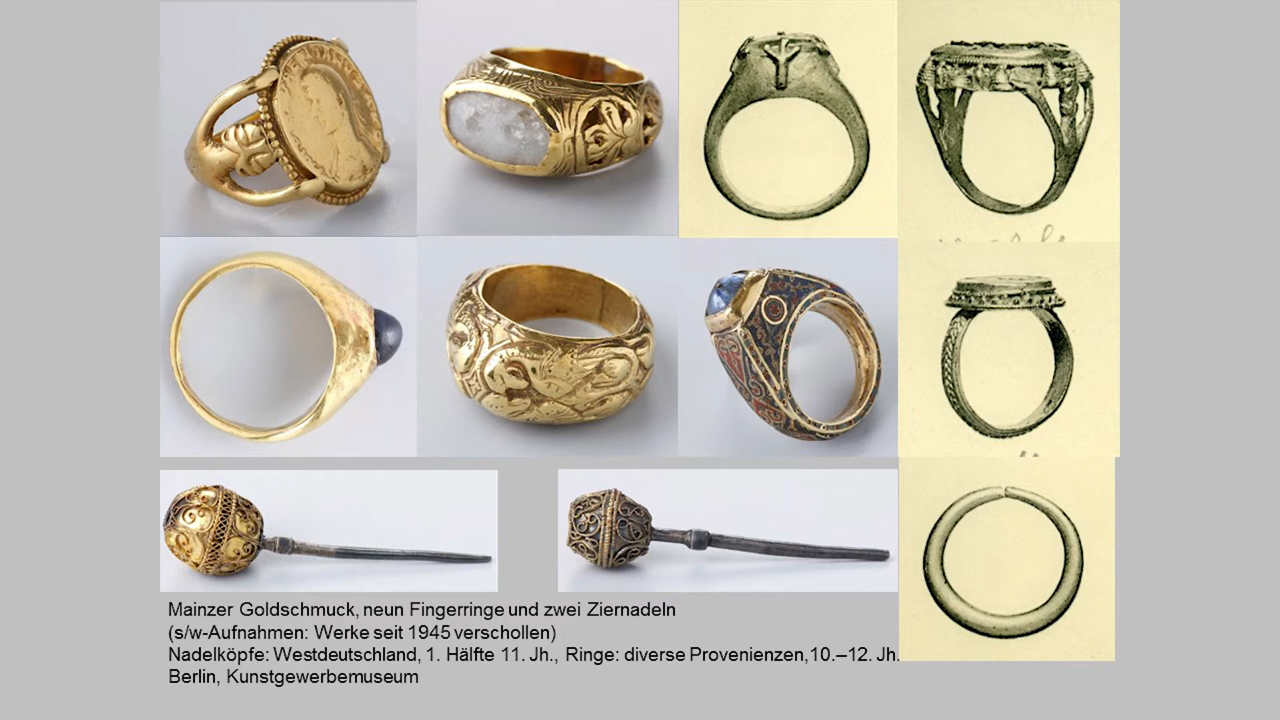 Mainzer Goldschmuck, neun Fingerringe und zwei Ziernadeln
(s/w-Aufnahmen: Werke seit 1945 verschollen)
Nadelköpfe: Westdeutschland, 1. Hälfte 11. Jh., Ringe: diverse Provenienzen,10.–12. Jh.
Berlin, Kunstgewerbemuseum